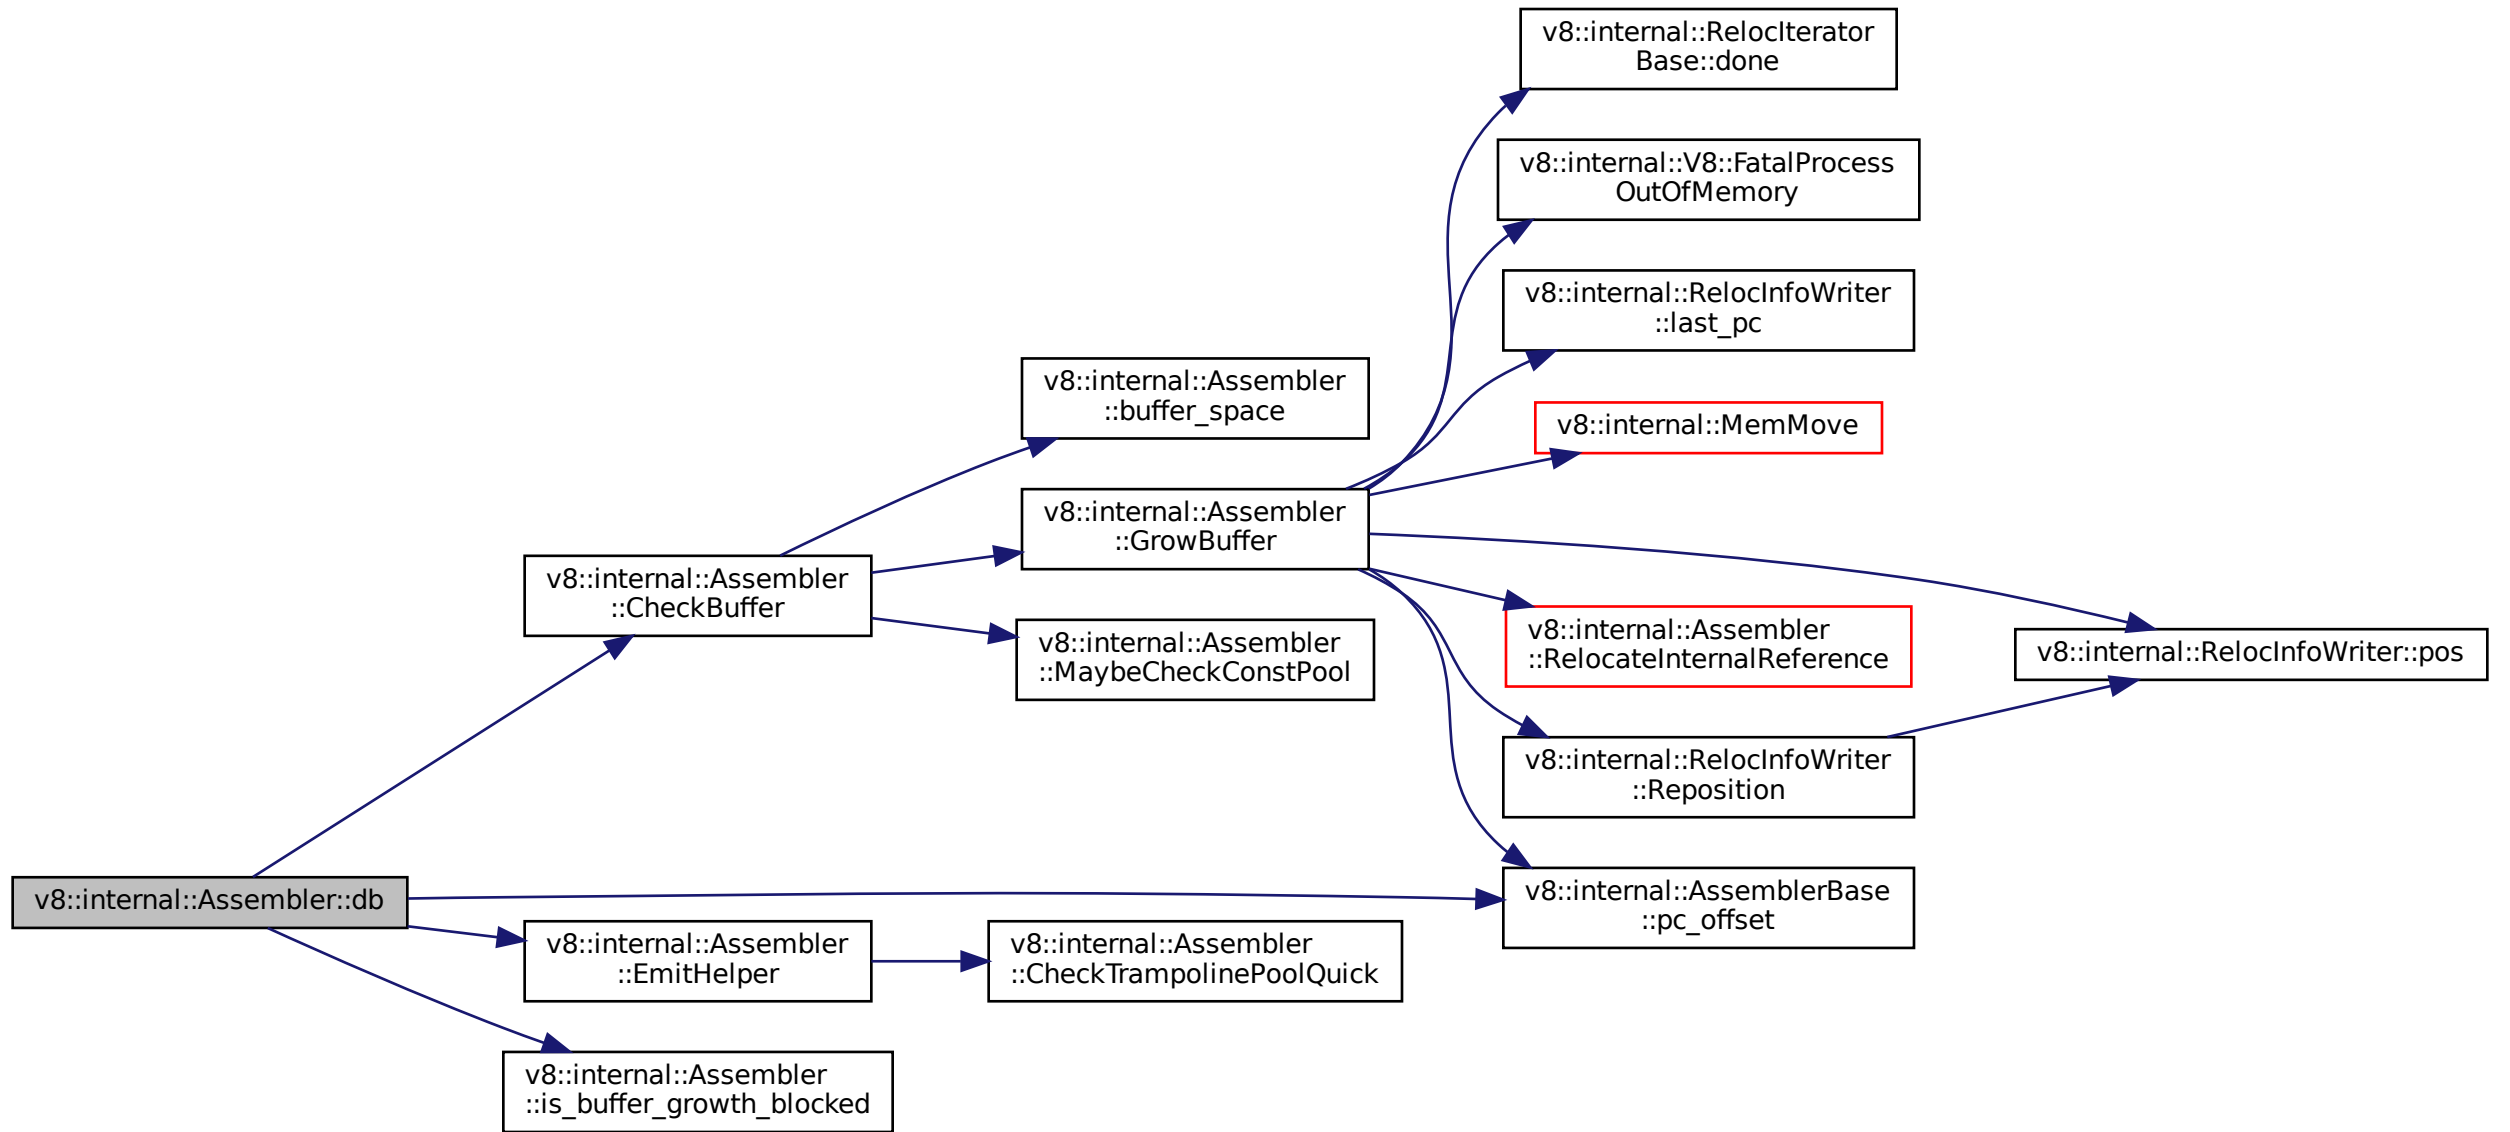 v8::internal::RelocIterator
Base::done
v8::internal::V8::FatalProcess
OutOfMemory
v8::internal::RelocInfoWriter
::last_pc
v8::internal::Assembler
::buffer_space
v8::internal::MemMove
v8::internal::Assembler
::GrowBuffer
v8::internal::Assembler
::CheckBuffer
v8::internal::Assembler
::MaybeCheckConstPool
v8::internal::Assembler
::RelocateInternalReference
v8::internal::RelocInfoWriter::pos
v8::internal::RelocInfoWriter
::Reposition
v8::internal::Assembler::db
v8::internal::AssemblerBase
::pc_offset
v8::internal::Assembler
::EmitHelper
v8::internal::Assembler
::CheckTrampolinePoolQuick
v8::internal::Assembler
::is_buffer_growth_blocked